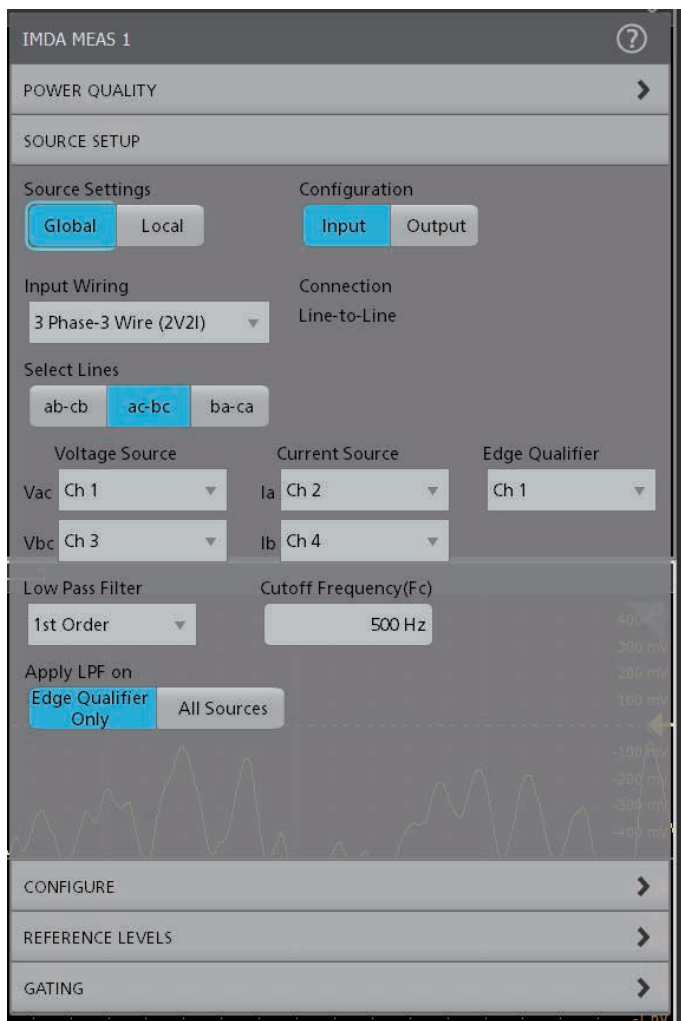 IMDA MEAS 1
?
POWER QUALITY
SOURCE SETUP
Source Settings Configuration
Global Local Input Output
Input Wiring Connection
3 Phase-3 Wire (2V2I) Line-to-Line
Select Lines
ab-cb ac-bc ba-ca
Voltage Source Current Source Edge Qualifier
Vac Ch 1 Ia Ch 2 Ch 1
Vbc Ch 3 Ib Ch 4
Low Pass Filter Cutoff Frequency(Fc)
1st Order 500 Hz
300 mV
Apply LPF on 200 mV
Edge Qualifier Only All Sources
100 mV
-100 mV
-200 mV
-300 mV
-400 mV
CONFIGURE
REFERENCE LEVELS
GATING